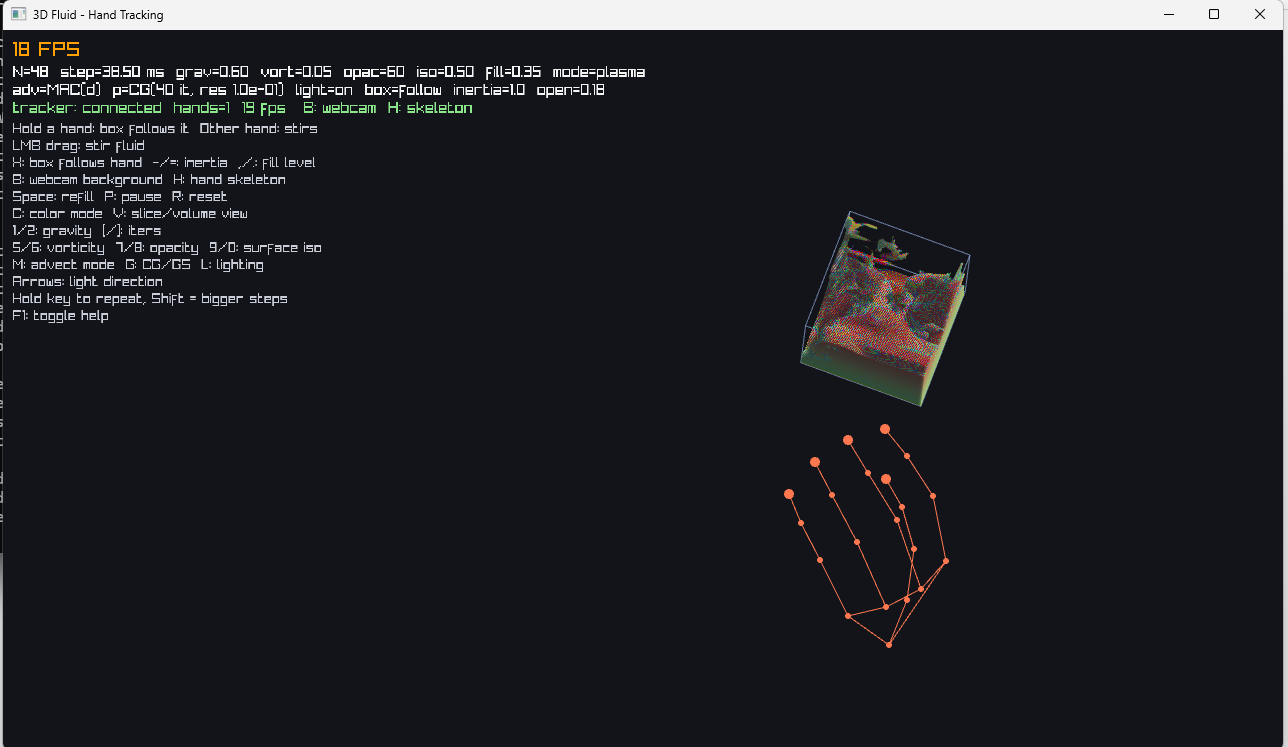 3D Fluid - Hand Tracking
18 FPS
N=48 step=38.50 ms grav=0.60 vort=0.05 opac=60 iso=0.50 fill=0.35 mode=plasma
adv=MAC(d) p=CG(40 it, res 1.0e-01) light=on box=follow inertia=1.0 open=0.18
tracker: connected hands=1 19 fps B: webcam H: skeleton
Hold a hand: box follows it Other hand: stirs
LMB drag: stir fluid
X: box follows hand -/=: inertia ,/.: fill level
B: webcam background H: hand skeleton
Space: refill P: pause R: reset
C: color mode V: slice/volume view
1/2: gravity [/]: iters
5/6: vorticity 7/8: opacity 9/0: surface iso
M: advect mode G: CG/GS L: lighting
Arrows: light direction
Hold key to repeat, Shift = bigger steps
F1: toggle help